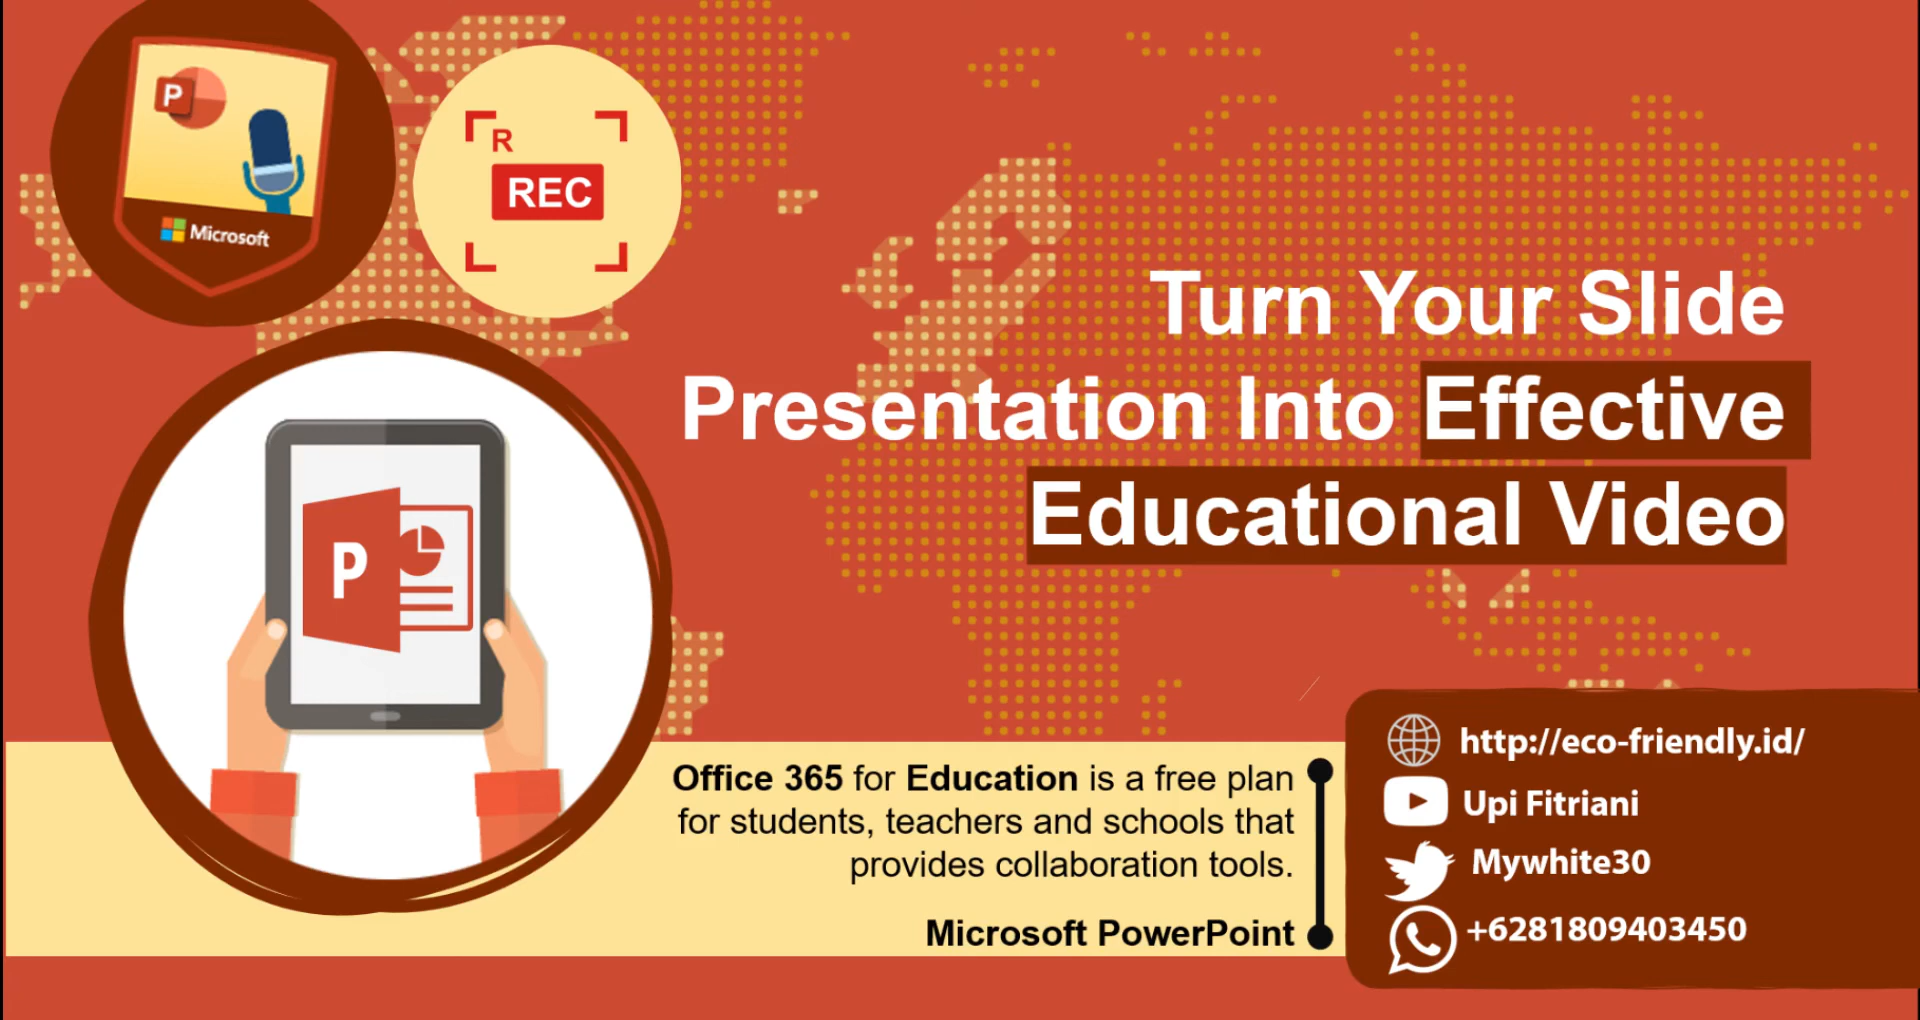 P
Microsoft
R
REC
Turn Your Slide
Presentation Into Effective
Educational Video
P
Office 365 for Education is a free plan
for students, teachers and schools that
provides collaboration tools.
Microsoft PowerPoint
http://eco-friendly.id/
Upi Fitriani
Mywhite30
+6281809403450